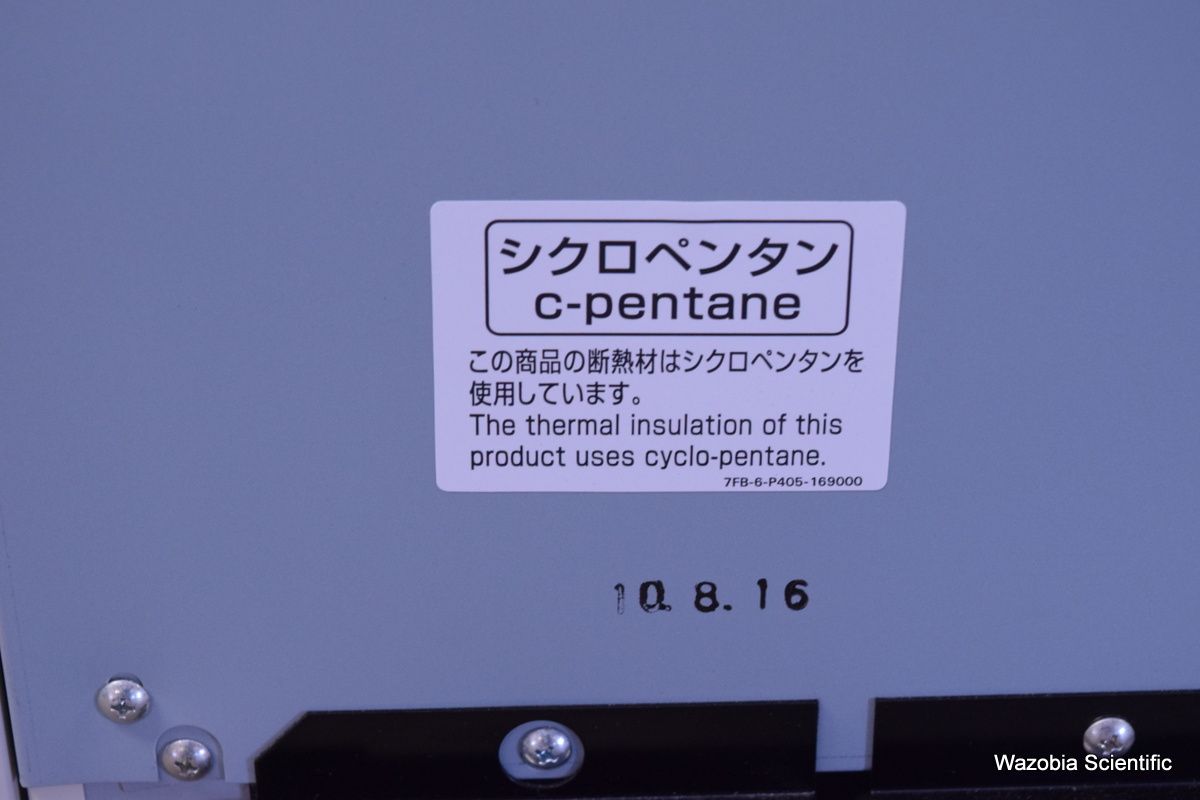 シクロペンタン
c-pentane
この商品の断熱材はシクロペンタンを
使用しています。
The thermal insulation of this
product uses cyclo-pentane.
7FB-6-P405-169000
10. 8. 16
Wazobia Scientific